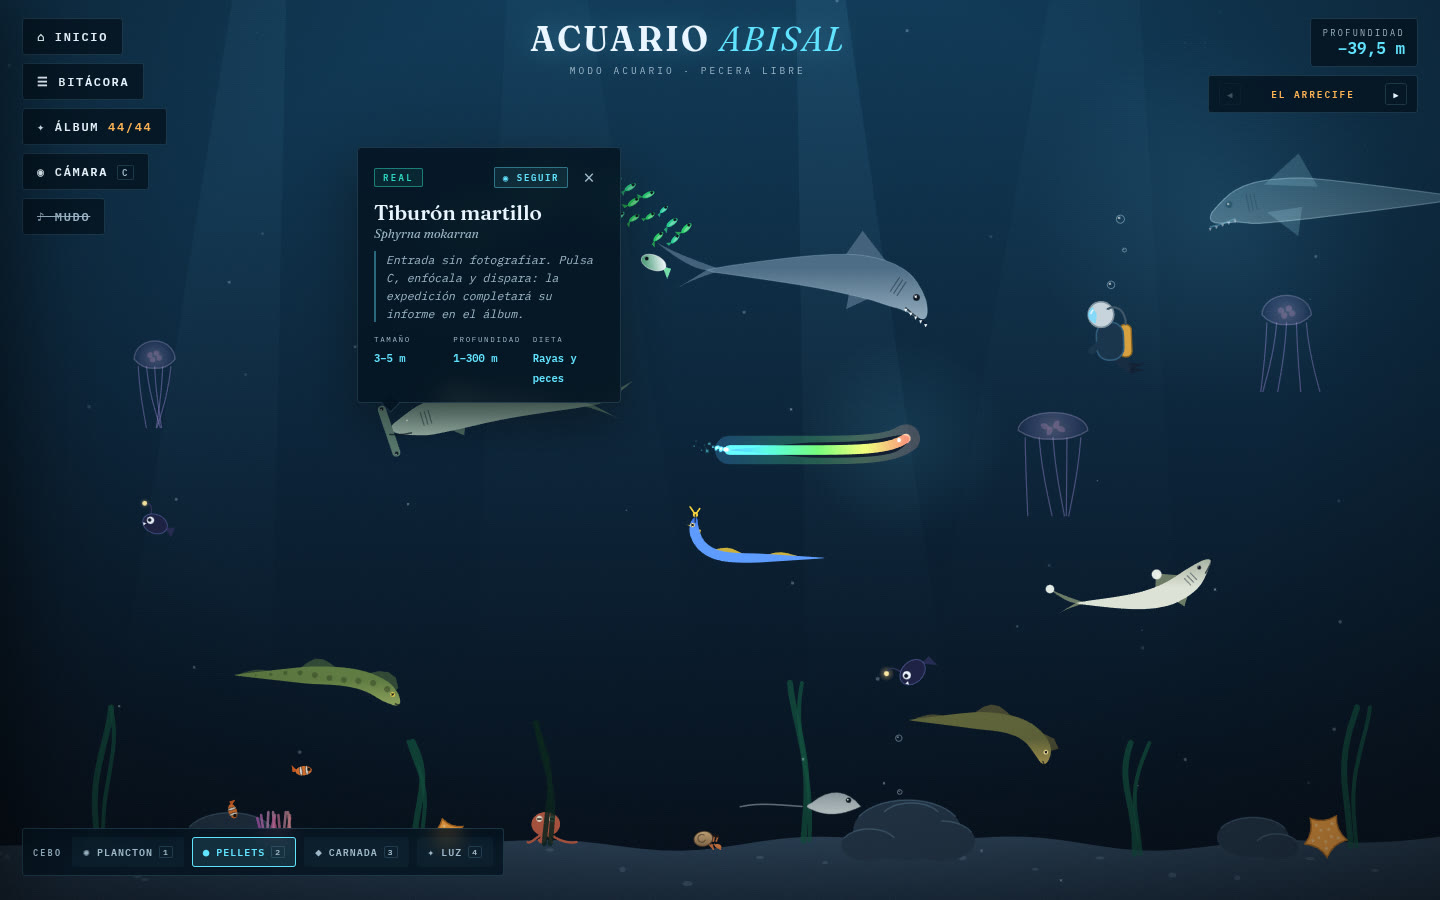 ⌂ INICIO
☰ BITÁCORA
✦ ÁLBUM 44/44
◉ CÁMARA C
♪ MUDO
ACUARIO ABISAL
MODO ACUARIO · PECERA LIBRE
PROFUNDIDAD
−39,5 m
◀ EL ARRECIFE ▶
REAL
◉ SEGUIR ✕
Tiburón martillo
Sphyrna mokarran
Entrada sin fotografiar. Pulsa
C, enfócala y dispara: la
expedición completará su
informe en el álbum.
TAMAÑO PROFUNDIDAD DIETA
3–5 m 1–300 m Rayas y
peces
CEBO ✺ PLANCTON 1 ● PELLETS 2 ◆ CARNADA 3 ✦ LUZ 4